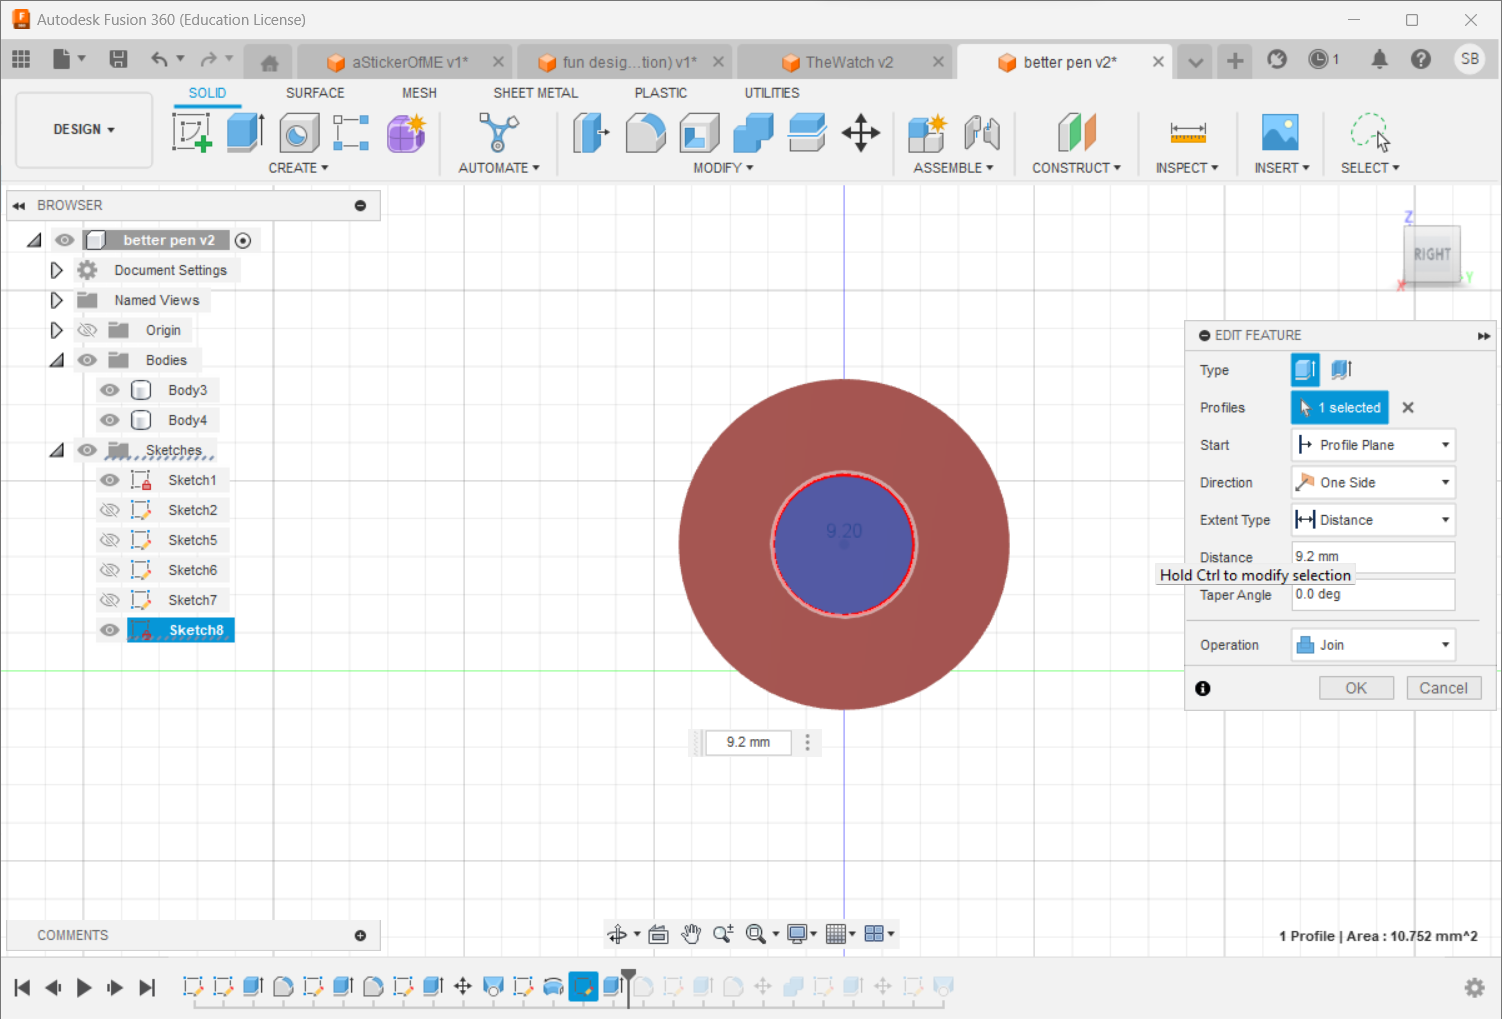 Autodesk Fusion 360 (Education License)
aStickerOfME v1*
fun desig...tion) v1*
TheWatch v2
better pen v2*
1
SB
SOLID
SURFACE
MESH
SHEET METAL
PLASTIC
UTILITIES
DESIGN
CREATE
AUTOMATE
MODIFY
ASSEMBLE
CONSTRUCT
INSPECT
INSERT
SELECT
BROWSER
better pen v2
Document Settings
Named Views
Origin
Bodies
Body3
Body4
Sketches
Sketch1
Sketch2
Sketch5
Sketch6
Sketch7
Sketch8
Z
RIGHT
X
Y
9.20
9.2 mm
EDIT FEATURE
Type
Profiles
1 selected
Start
Profile Plane
Direction
One Side
Extent Type
Distance
Distance
9.2 mm
Hold Ctrl to modify selection
Taper Angle
0.0 deg
Operation
Join
OK
Cancel
COMMENTS
1 Profile | Area : 10.752 mm^2